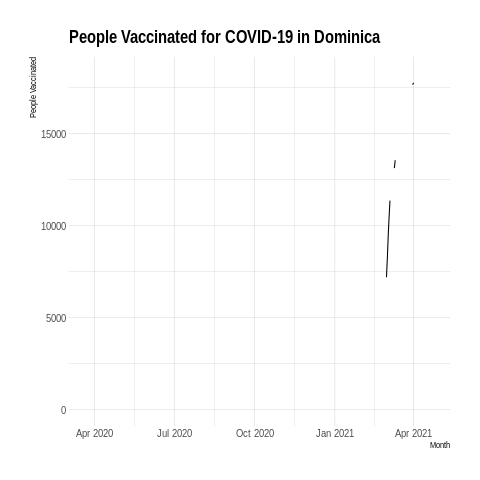 People Vaccinated for COVID-19 in Dominica
People Vaccinated
15000
10000
5000
0
Apr 2020 Jul 2020 Oct 2020 Jan 2021 Apr 2021
Month